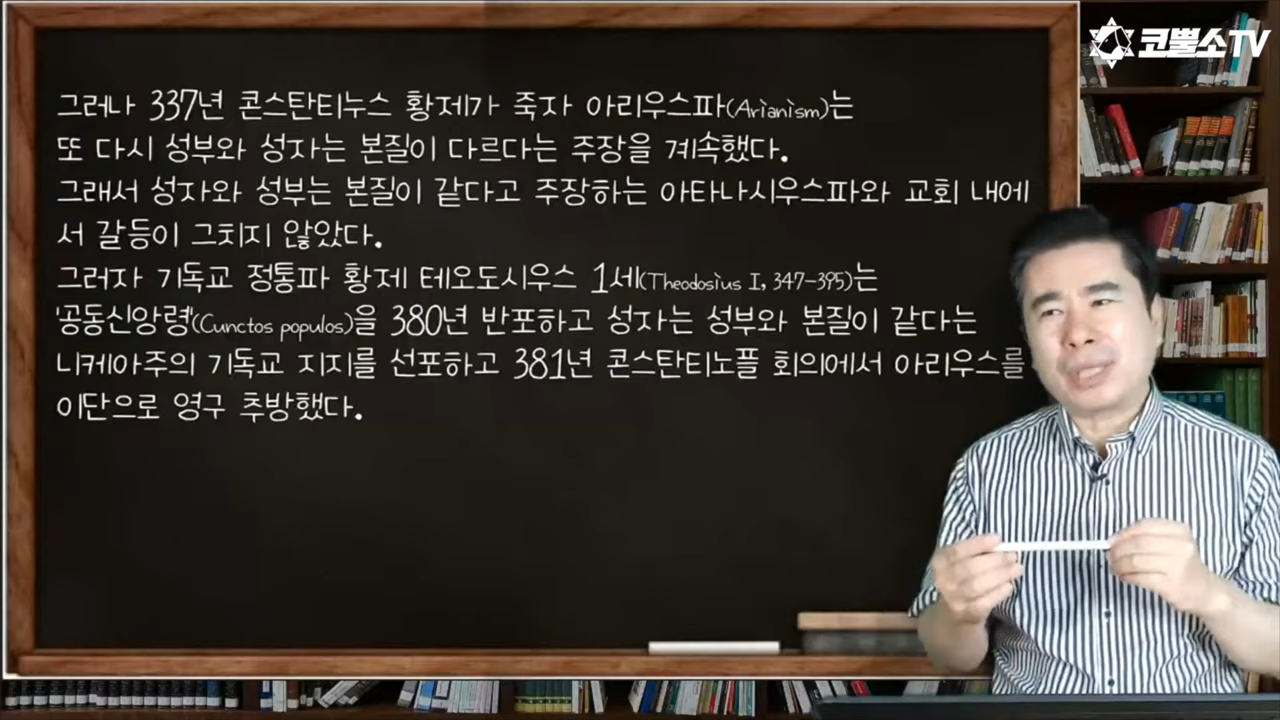 코뿔소TV
그러나 337년 콘스탄티누스 황제가 죽자 아리우스파(Arianism)는
또 다시 성부와 성자는 본질이 다르다는 주장을 계속했다.
그래서 성자와 성부는 본질이 같다고 주장하는 아타나시우스파와 교회 내에
서 갈등이 그치지 않았다.
그러자 기독교 정통파 황제 테오도시우스 1세(Theodosius I, 347-395)는
'공동신앙령'(Cunctos populos)을 380년 반포하고 성자는 성부와 본질이 같다는
니케아주의 기독교 지지를 선포하고 381년 콘스탄티노플 회의에서 아리우스를
이단으로 영구 추방했다.